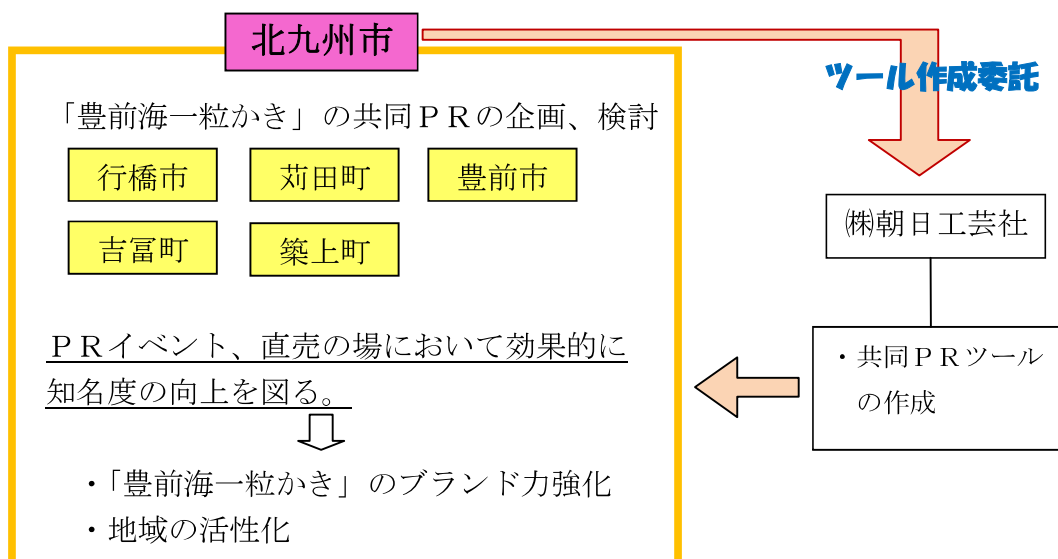 北九州市
ツール作成委託
「豊前海一粒かき」の共同ＰＲの企画、検討
行橋市
苅田町
豊前市
吉冨町
築上町
㈱朝日工芸社
ＰＲイベント、直売の場において効果的に
知名度の向上を図る。
・共同ＰＲツール
の作成
・「豊前海一粒かき」のブランド力強化
・地域の活性化